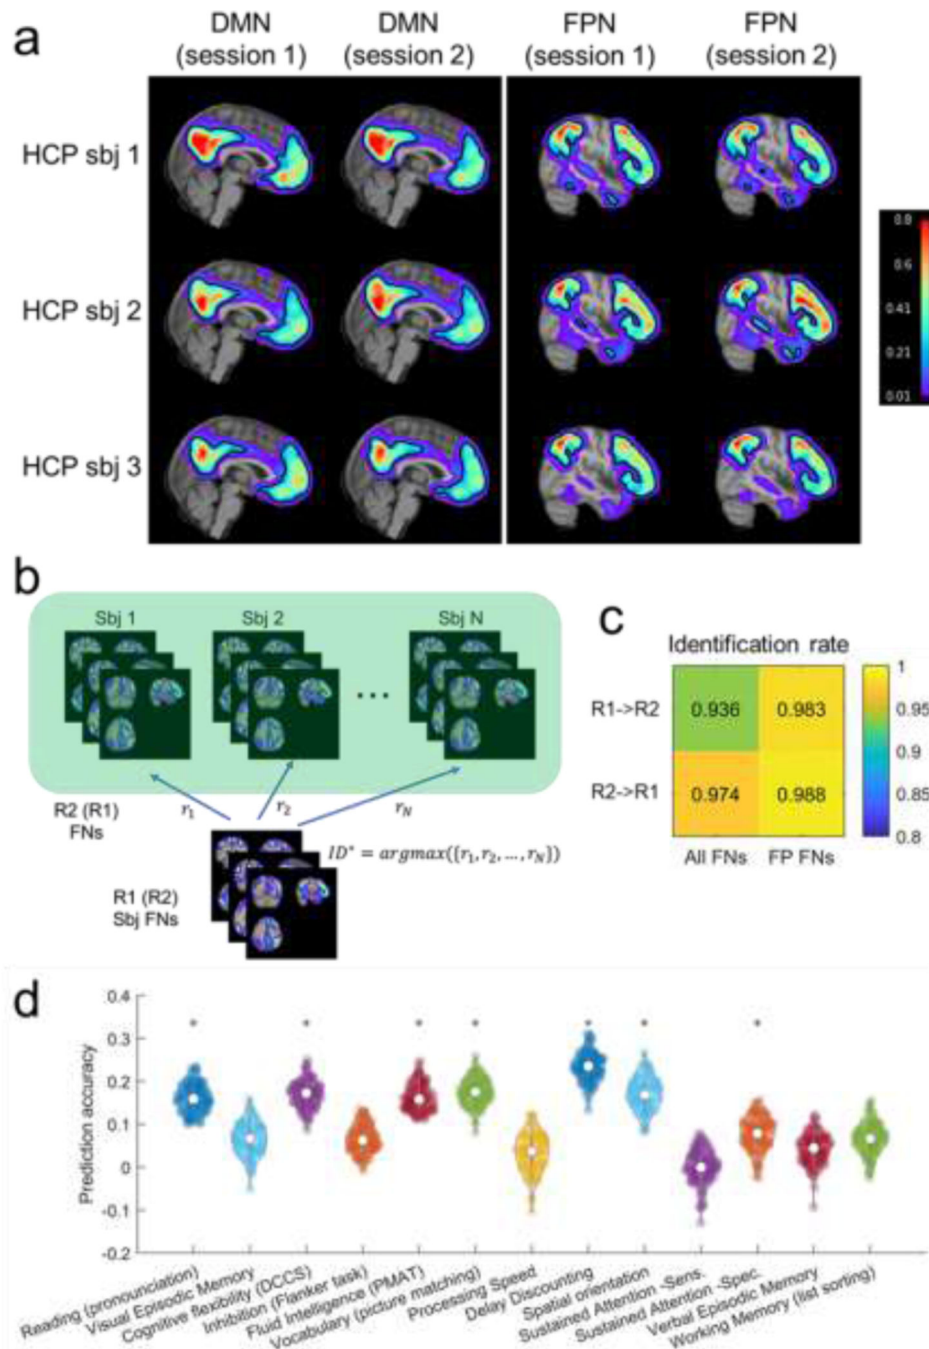 a
DMN
(session 1)
DMN
(session 2)
FPN
(session 1)
FPN
(session 2)
HCP sbj 1
HCP sbj 2
HCP sbj 3
0.8
0.6
0.41
0.21
0.01
b
Sbj 1
Sbj 2
Sbj N
...
R2 (R1)
FNs
r1
r2
rN
ID* = argmax({r1, r2, ..., rN})
R1 (R2)
Sbj FNs
c
Identification rate
R1->R2
0.936
0.983
R2->R1
0.974
0.988
All FNs
FP FNs
1
0.95
0.9
0.85
0.8
d
Prediction accuracy
0.4
0.3
0.2
0.1
0
-0.1
-0.2
* * * * * * *
Reading (pronounciation)
Visual Episodic Memory
Cognitive flexibility (DCCS)
Inhibition (Flanker task)
Fluid Intelligence (PMAT)
Vocabulary (picture matching)
Processing Speed
Delay Discounting
Spatial orientation
Sustained Attention -Sens.
Sustained Attention -Spec.
Verbal Episodic Memory
Working Memory (list sorting)